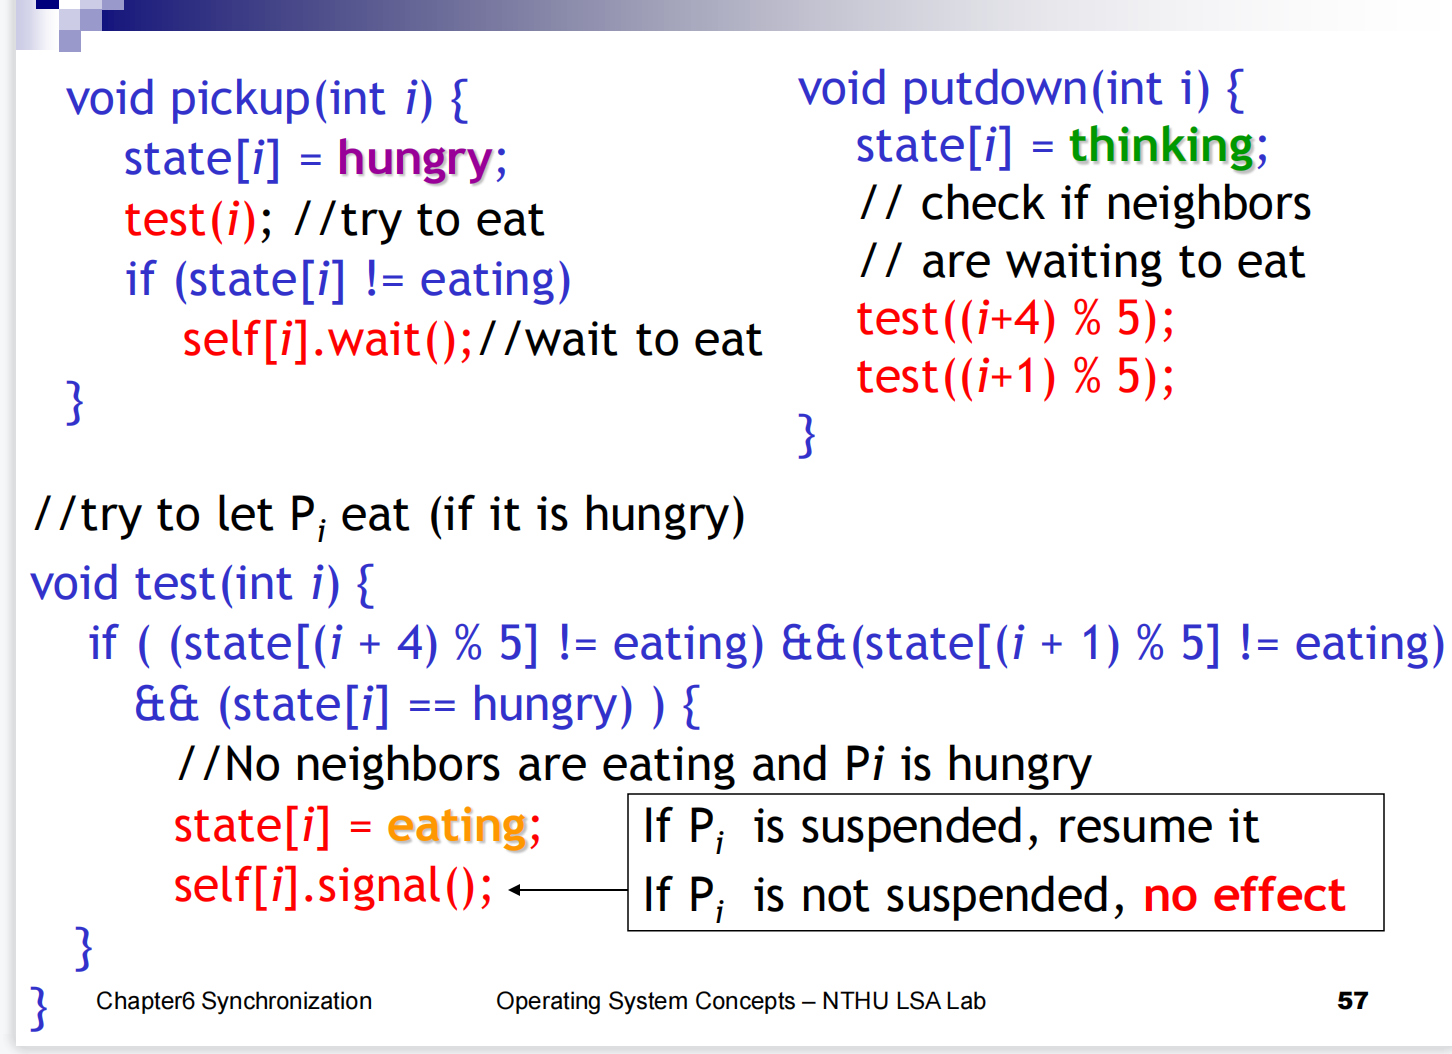 void pickup(int i) {
state[i] = hungry;
test(i); //try to eat
if (state[i] != eating)
self[i].wait();//wait to eat
}
void putdown(int i) {
state[i] = thinking;
// check if neighbors
// are waiting to eat
test((i+4) % 5);
test((i+1) % 5);
}
//try to let Pi eat (if it is hungry)
void test(int i) {
if ( (state[(i + 4) % 5] != eating) &&(state[(i + 1) % 5] != eating)
&& (state[i] == hungry) ) {
//No neighbors are eating and Pi is hungry
state[i] = eating;
self[i].signal();
If Pi is suspended, resume it
If Pi is not suspended, no effect
}
}
Chapter6 Synchronization
Operating System Concepts – NTHU LSA Lab
57